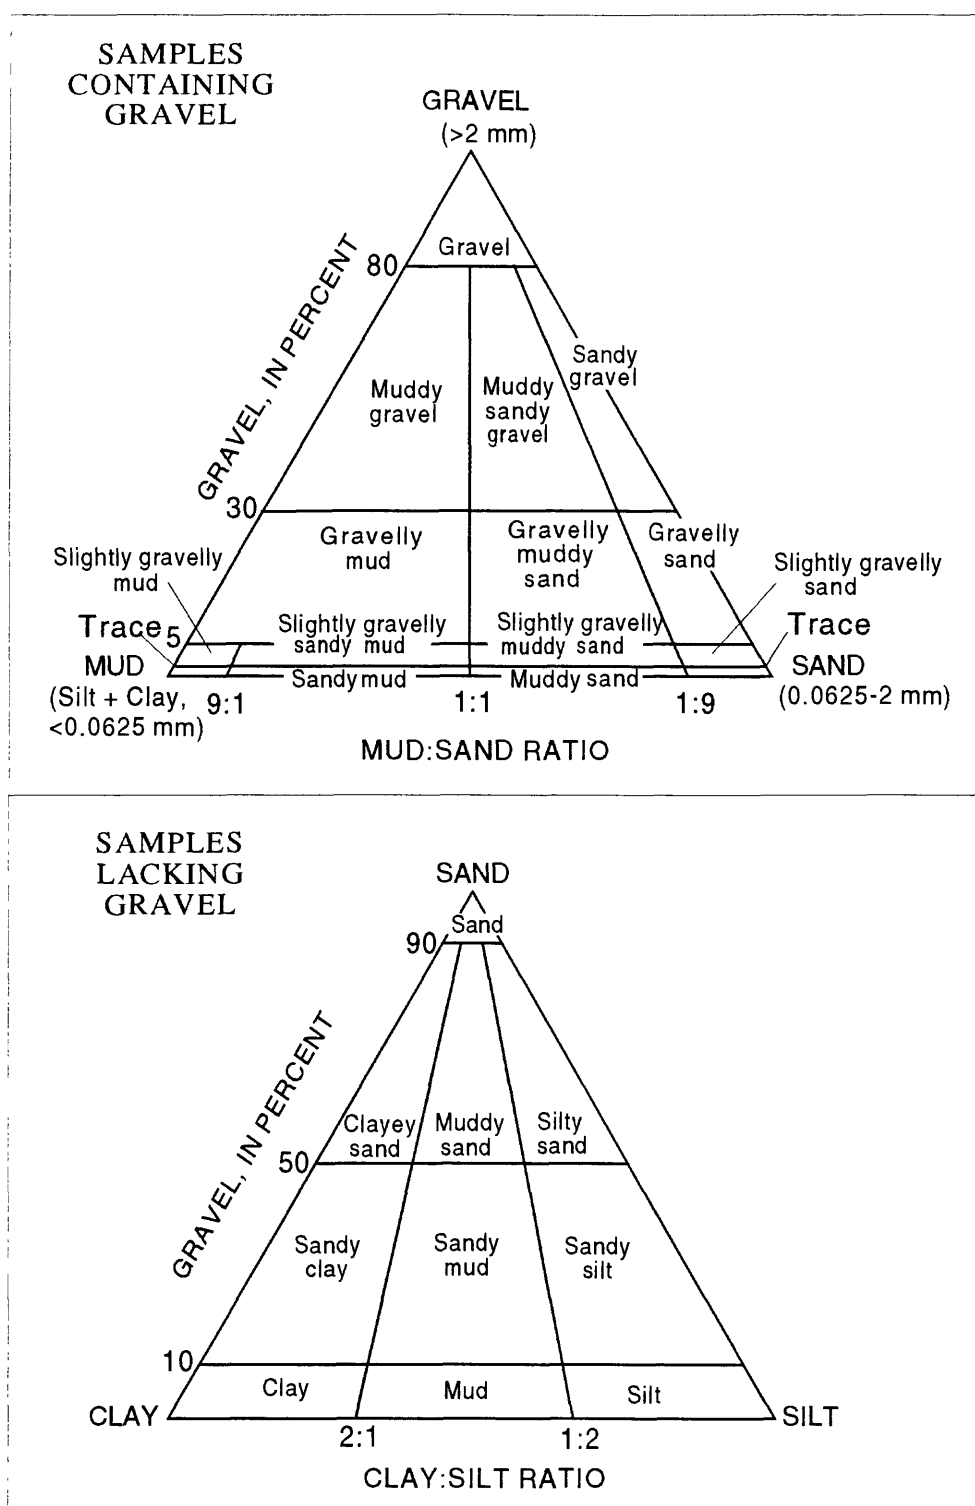 SAMPLES
CONTAINING
GRAVEL
GRAVEL
(>2 mm)
GRAVEL, IN PERCENT
80
Gravel
Sandy
gravel
Muddy
gravel
Muddy
sandy
gravel
30
Gravelly
mud
Gravelly
muddy
sand
Gravelly
sand
Slightly gravelly
mud
Slightly gravelly
sand
Trace
5
Slightly gravelly
sandy mud
Slightly gravelly
muddy sand
Trace
MUD
(Silt + Clay,
<0.0625 mm)
Sandy mud
Muddy sand
SAND
(0.0625-2 mm)
9:1
1:1
1:9
MUD:SAND RATIO
SAMPLES
LACKING
GRAVEL
SAND
Sand
90
GRAVEL, IN PERCENT
Clayey
sand
Muddy
sand
Silty
sand
50
Sandy
clay
Sandy
mud
Sandy
silt
10
Clay
Mud
Silt
CLAY
SILT
2:1
1:2
CLAY:SILT RATIO